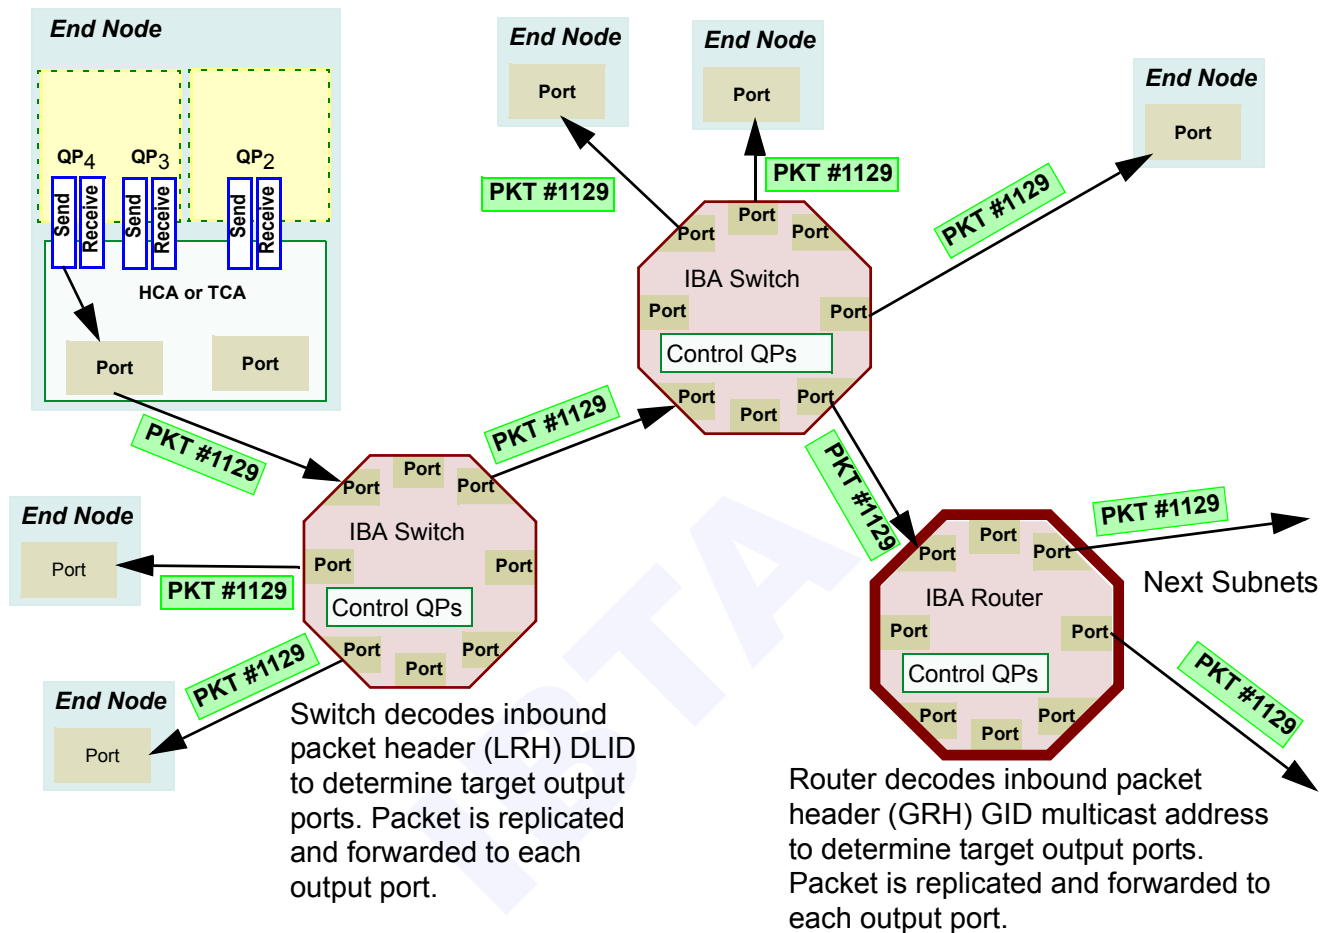 End Node
QP4
QP3
QP2
Send
Receive
Send
Receive
Send
Receive
HCA or TCA
Port
Port
PKT #1129
End Node
Port
PKT #1129
End Node
Port
PKT #1129
End Node
Port
PKT #1129
Port
Port
Port
IBA Switch
Port
Port
Control QPs
Port
Port
Port
PKT #1129
PKT #1129
Port
Port
Port
IBA Switch
Port
Port
Control QPs
Port
Port
Port
End Node
Port
PKT #1129
End Node
Port
PKT #1129
Switch decodes inbound
packet header (LRH) DLID
to determine target output
ports. Packet is replicated
and forwarded to each
output port.
Port
Port
Port
IBA Router
Port
Port
Control QPs
Port
Port
Port
PKT #1129
Next Subnets
PKT #1129
Router decodes inbound packet
header (GRH) GID multicast address
to determine target output ports.
Packet is replicated and forwarded to
each output port.
IBTA